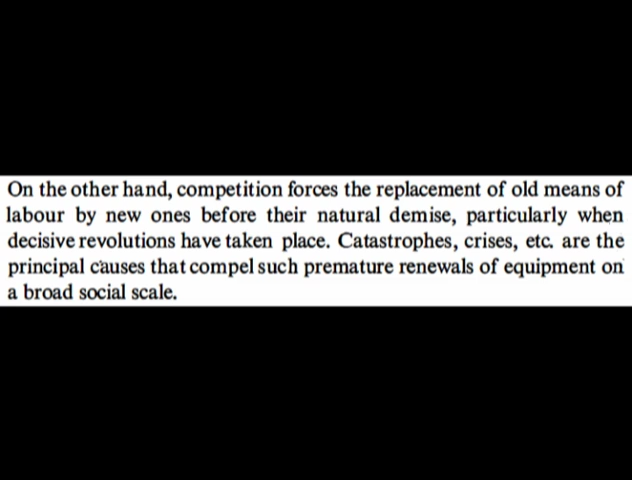 On the other hand, competition forces the replacement of old means of
labour by new ones before their natural demise, particularly when
decisive revolutions have taken place. Catastrophes, crises, etc. are the
principal causes that compel such premature renewals of equipment on
a broad social scale.